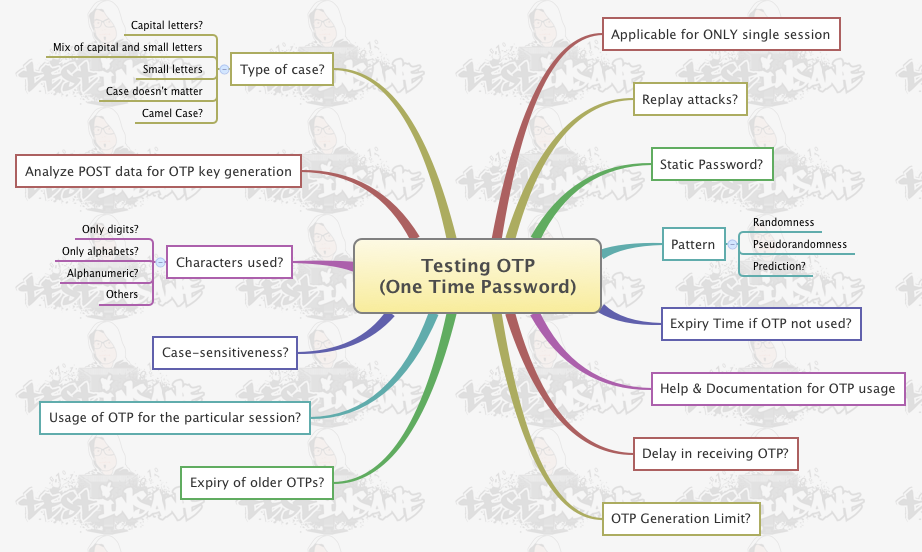 Testing OTP
(One Time Password)
Applicable for ONLY single session
Replay attacks?
Static Password?
Pattern
Randomness
Pseudorandomness
Prediction?
Expiry Time if OTP not used?
Help & Documentation for OTP usage
Delay in receiving OTP?
OTP Generation Limit?
Type of case?
Capital letters?
Mix of capital and small letters
Small letters
Case doesn't matter
Camel Case?
Analyze POST data for OTP key generation
Characters used?
Only digits?
Only alphabets?
Alphanumeric?
Others
Case-sensitiveness?
Usage of OTP for the particular session?
Expiry of older OTPs?